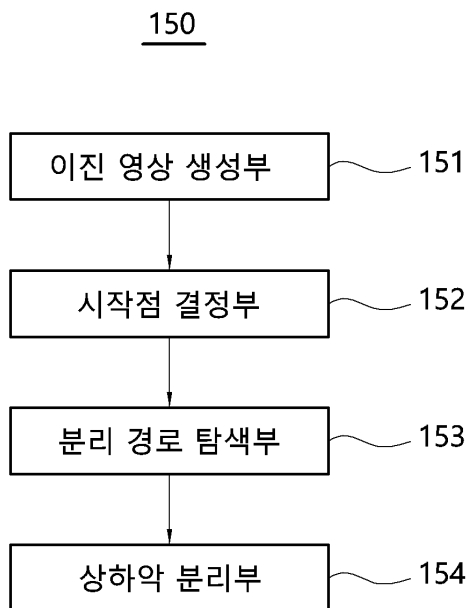 150
이진 영상 생성부 151
시작점 결정부 152
분리 경로 탐색부 153
상하악 분리부 154